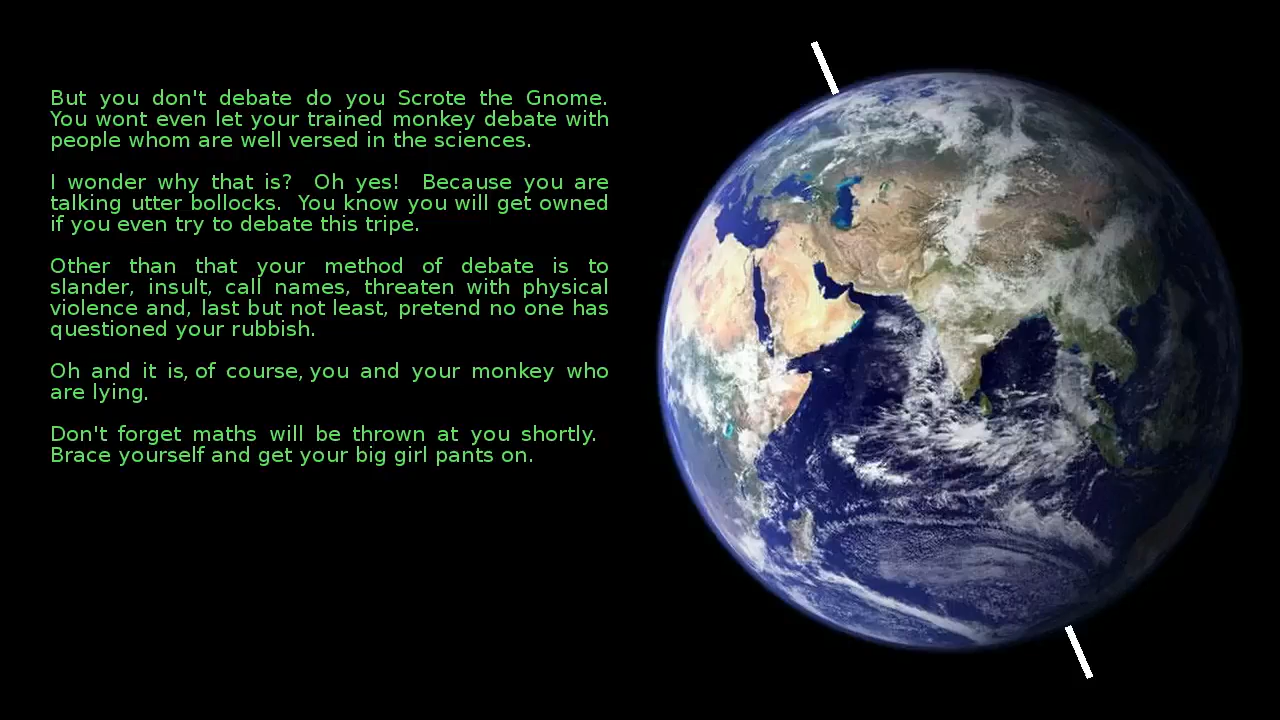 But you don't debate do you Scrote the Gnome.
You wont even let your trained monkey debate with
people whom are well versed in the sciences.
I wonder why that is?  Oh yes!  Because you are
talking utter bollocks.  You know you will get owned
if you even try to debate this tripe.
Other than that your method of debate is to
slander, insult, call names, threaten with physical
violence and, last but not least, pretend no one has
questioned your rubbish.
Oh and it is, of course, you and your monkey who
are lying.
Don't forget maths will be thrown at you shortly.
Brace yourself and get your big girl pants on.